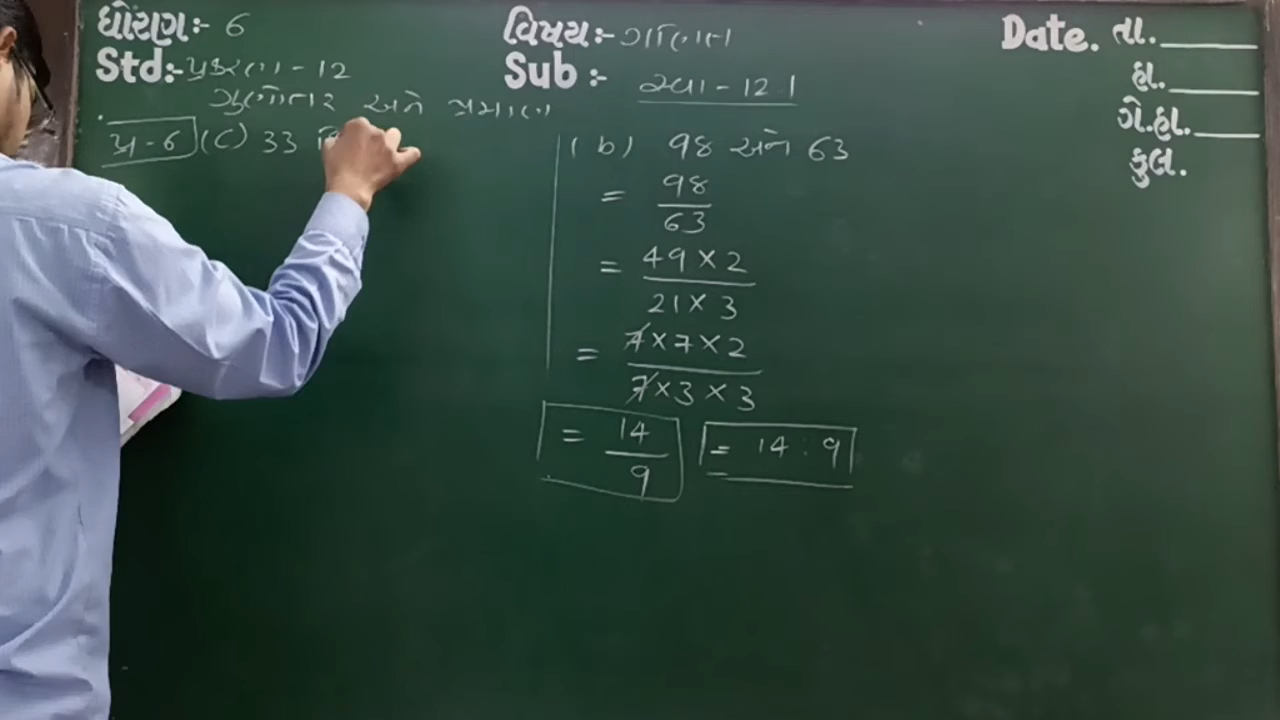 ધોરણ:- 6
Std:- પ્રકરણ - 12
ગુણોત્તર અને પ્રમાણ
પ્ર-6 (C) 33 કિ
વિષય:- ગણિત
Sub :- સ્વા - 12.1
Date. તા.
હા.
ગે.હા.
કુલ.
(b) 98 અને 63
= 98
63
= 49 × 2
21 × 3
= 7 × 7 × 2
7 × 3 × 3
= 14
9
= 14 : 9